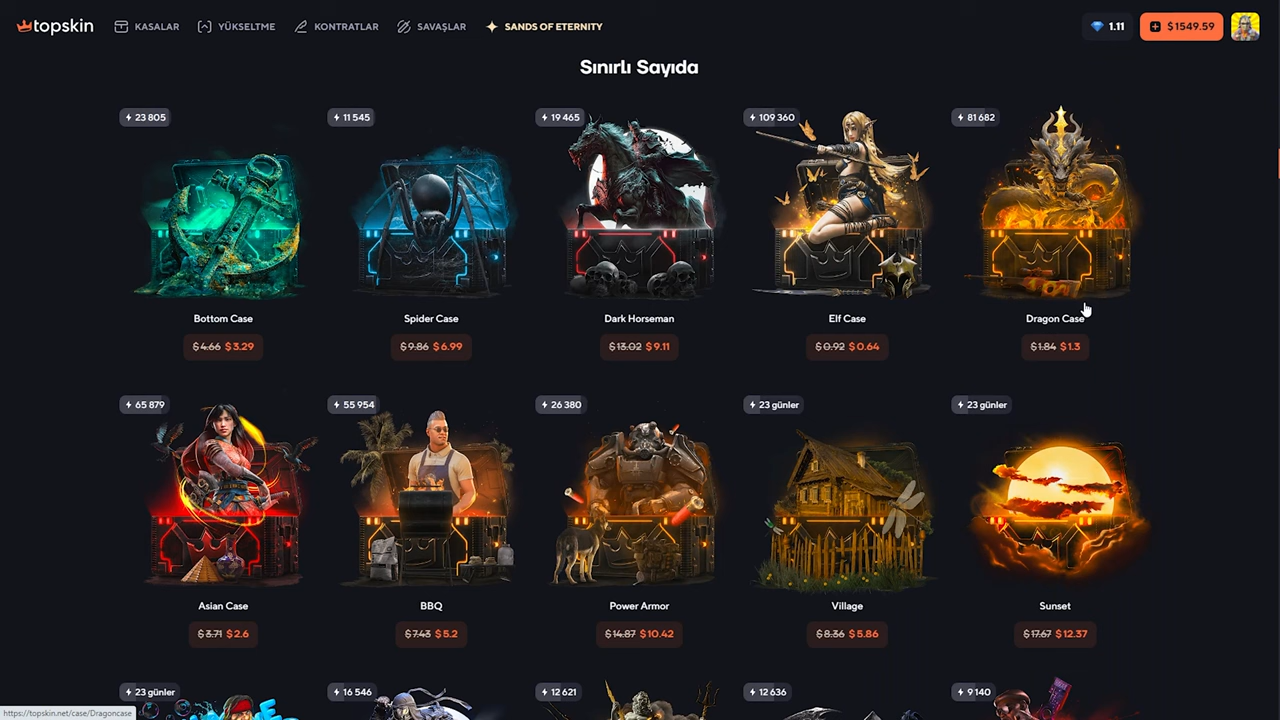 topskin KASALAR YÜKSELTME KONTRATLAR SAVAŞLAR SANDS OF ETERNITY 1.11 $1549.59
Sınırlı Sayıda
23 805 11 545 19 465 109 360 81 682
Bottom Case Spider Case Dark Horseman Elf Case Dragon Case
$4.66 $3.29 $9.86 $6.99 $13.02 $9.11 $0.92 $0.64 $1.84 $1.3
65 879 55 954 26 380 23 günler 23 günler
Asian Case BBQ Power Armor Village Sunset
$3.71 $2.6 $7.43 $5.2 $14.87 $10.42 $8.36 $5.86 $17.67 $12.37
23 günler 16 546 12 621 12 636 9 140
https://topskin.net/case/Dragoncase